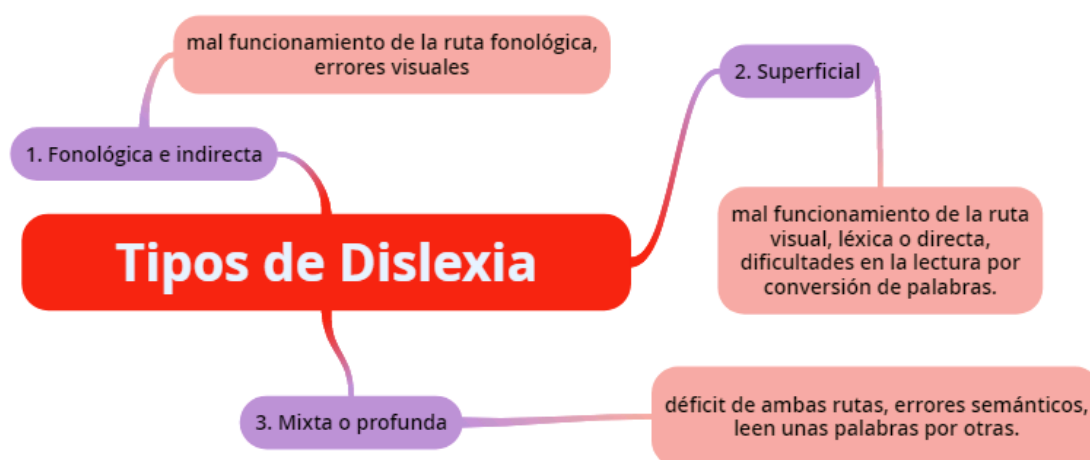 Tipos de Dislexia
1. Fonológica e indirecta
mal funcionamiento de la ruta fonológica,
errores visuales
2. Superficial
mal funcionamiento de la ruta
visual, léxica o directa,
dificultades en la lectura por
conversión de palabras.
3. Mixta o profunda
déficit de ambas rutas, errores semánticos,
leen unas palabras por otras.